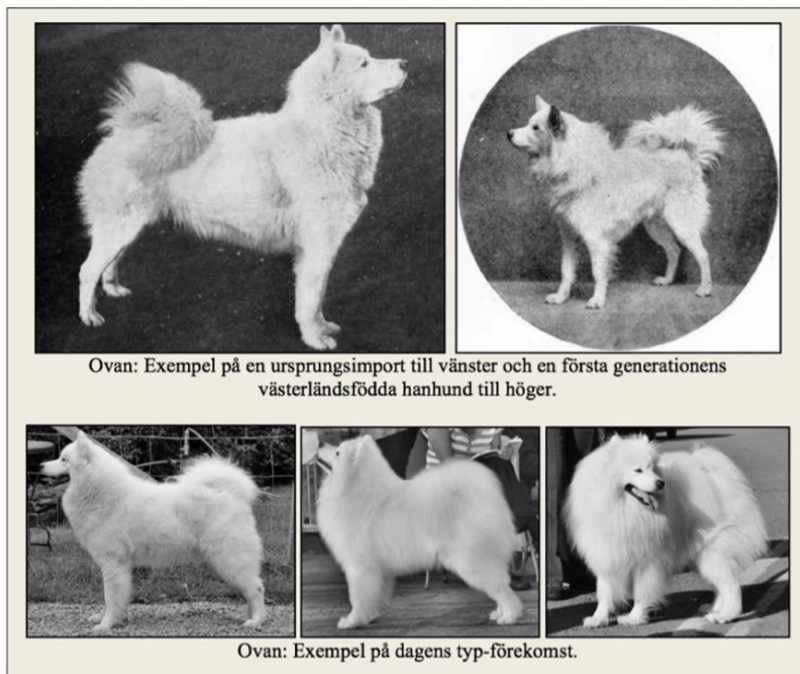 Ovan: Exempel på en ursprungsimport till vänster och en första generationens
västerländsfödda hanhund till höger.
Ovan: Exempel på dagens typ-förekomst.